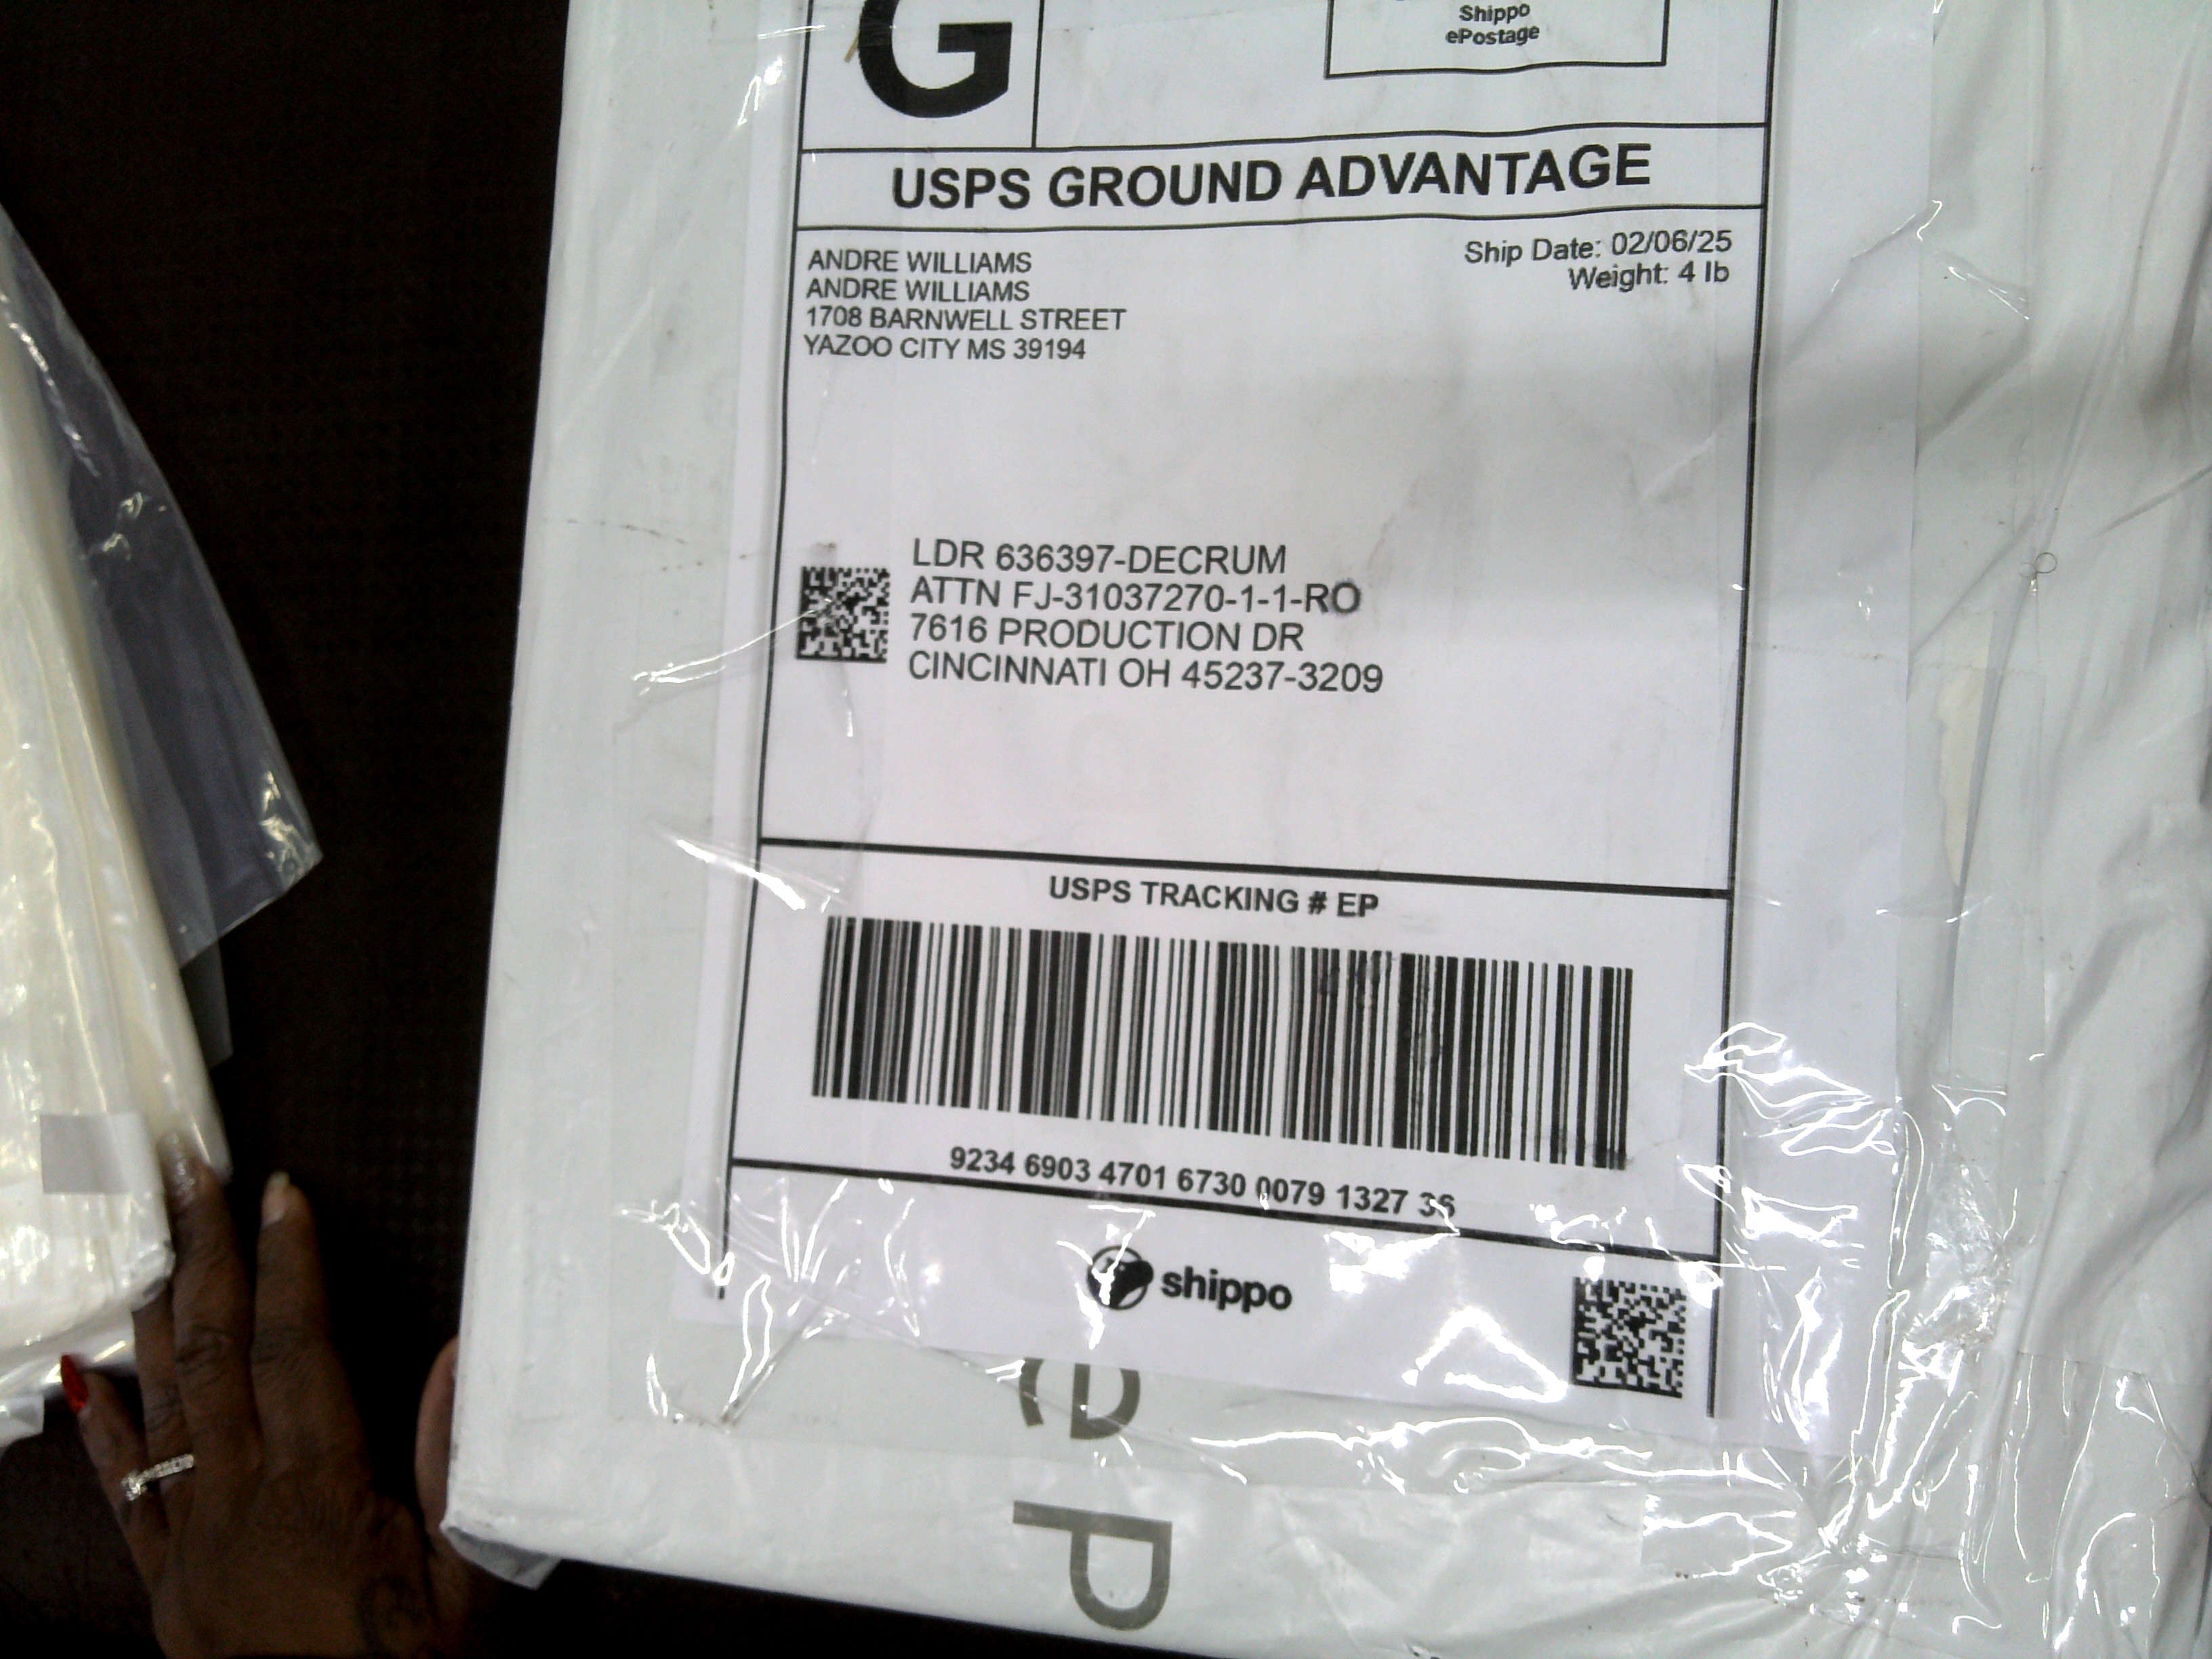 G
Shippo
ePostage
USPS GROUND ADVANTAGE
ANDRE WILLIAMS
ANDRE WILLIAMS
1708 BARNWELL STREET
YAZOO CITY MS 39194
Ship Date: 02/06/25
Weight: 4 lb
LDR 636397-DECRUM
ATTN FJ-31037270-1-1-RO
7616 PRODUCTION DR
CINCINNATI OH 45237-3209
USPS TRACKING # EP
9234 6903 4701 6730 0079 1327 36
shippo